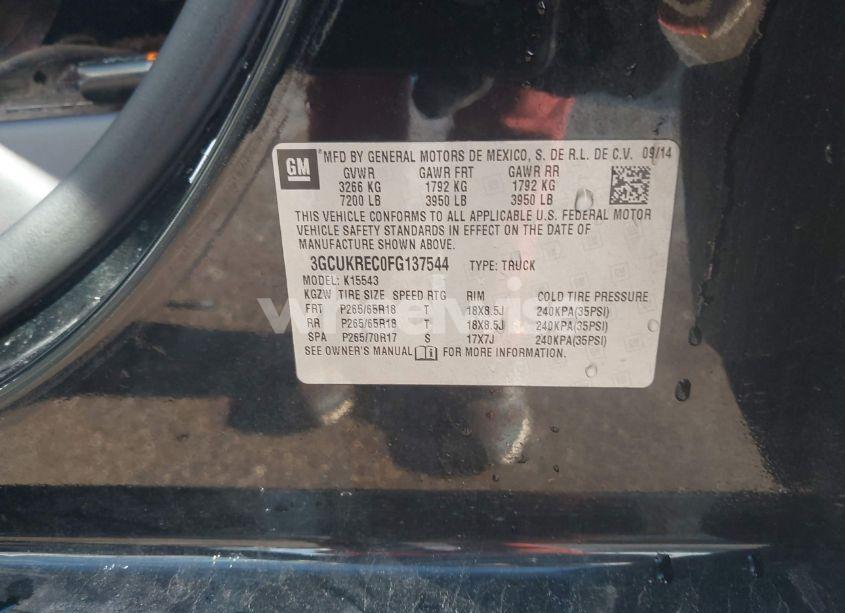 GM
®MFD BY GENERAL MOTORS DE MEXICO, S. DE R.L. DE C.V. 09/14
GVWR GAWR FRT GAWR RR
3266 KG 1792 KG 1792 KG
7200 LB 3950 LB 3950 LB
THIS VEHICLE CONFORMS TO ALL APPLICABLE U.S. FEDERAL MOTOR
VEHICLE SAFETY STANDARDS IN EFFECT ON THE DATE OF
MANUFACTURE SHOWN ABOVE.
3GCUKREC0FG137544 TYPE: TRUCK
MODEL: K15543
KGZW TIRE SIZE SPEED RTG RIM COLD TIRE PRESSURE
FRT P265/65R18 T 18X8.5J 240KPA(35PSI)
RR P265/65R18 T 18X8.5J 240KPA(35PSI)
SPA P265/70R17 S 17X7J 240KPA(35PSI)
SEE OWNER'S MANUAL FOR MORE INFORMATION.